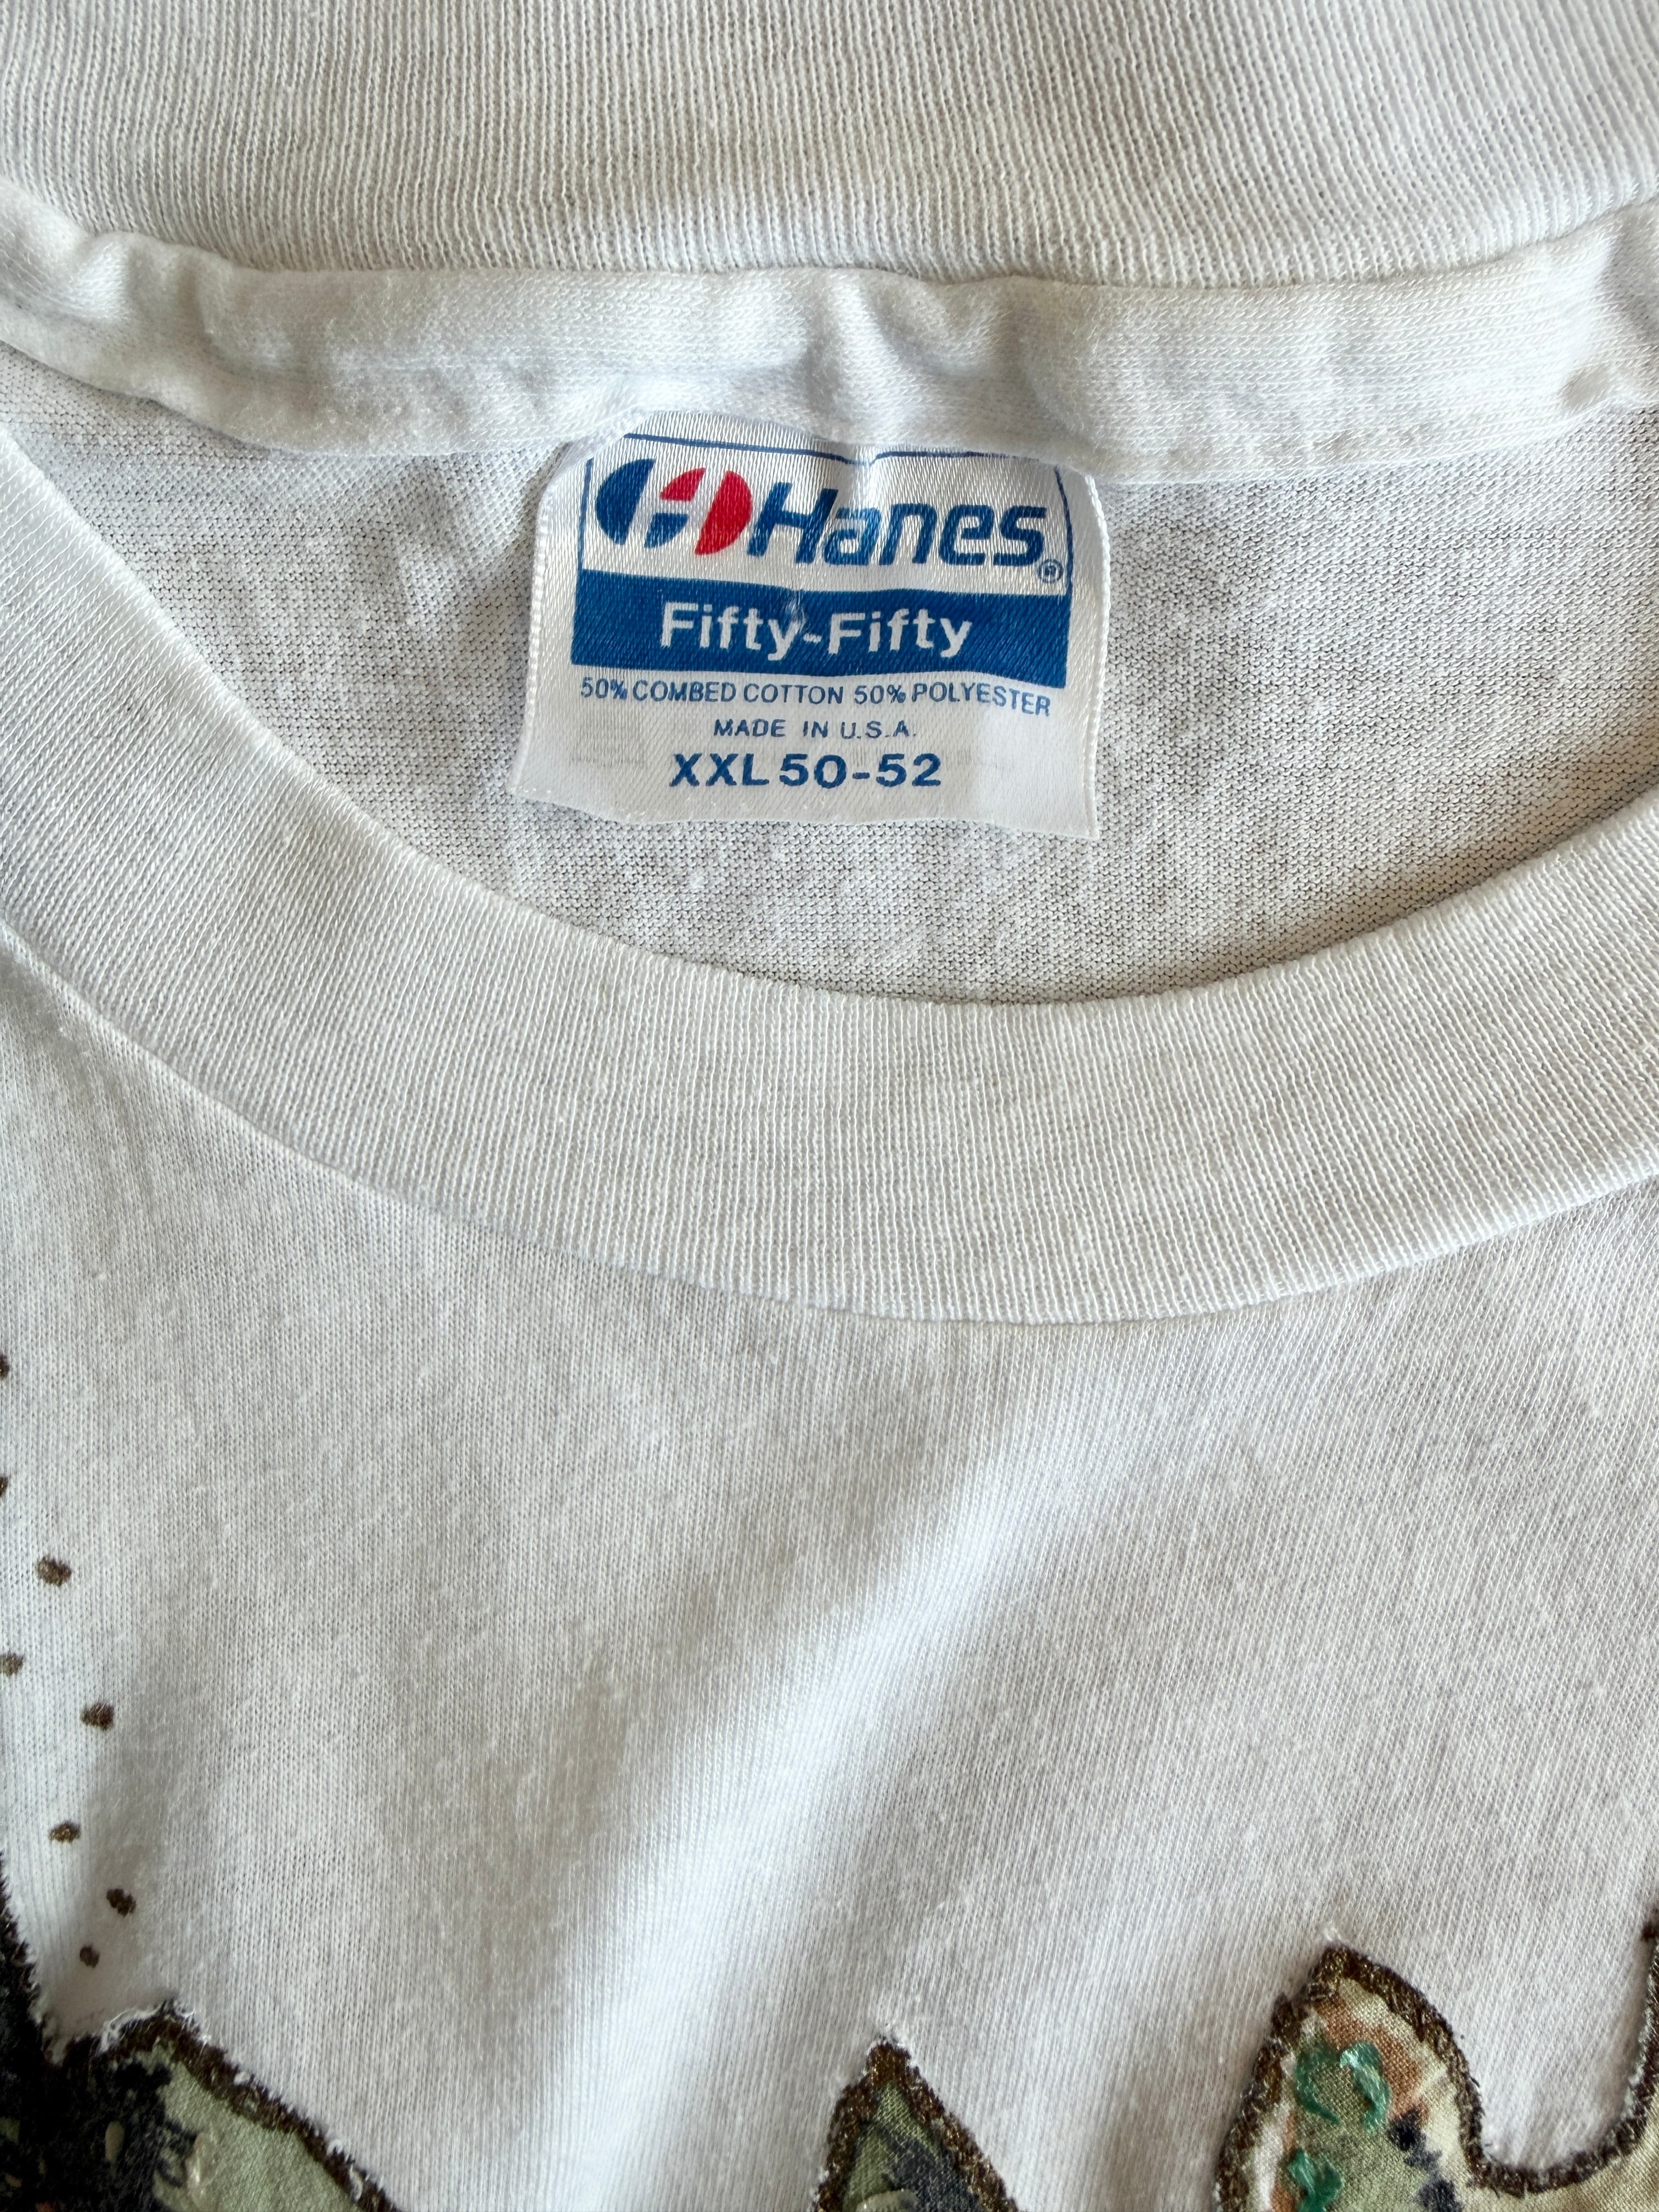 Hanes®
Fifty-Fifty
50% COMBED COTTON 50% POLYESTER
MADE IN U.S.A.
XXL 50-52